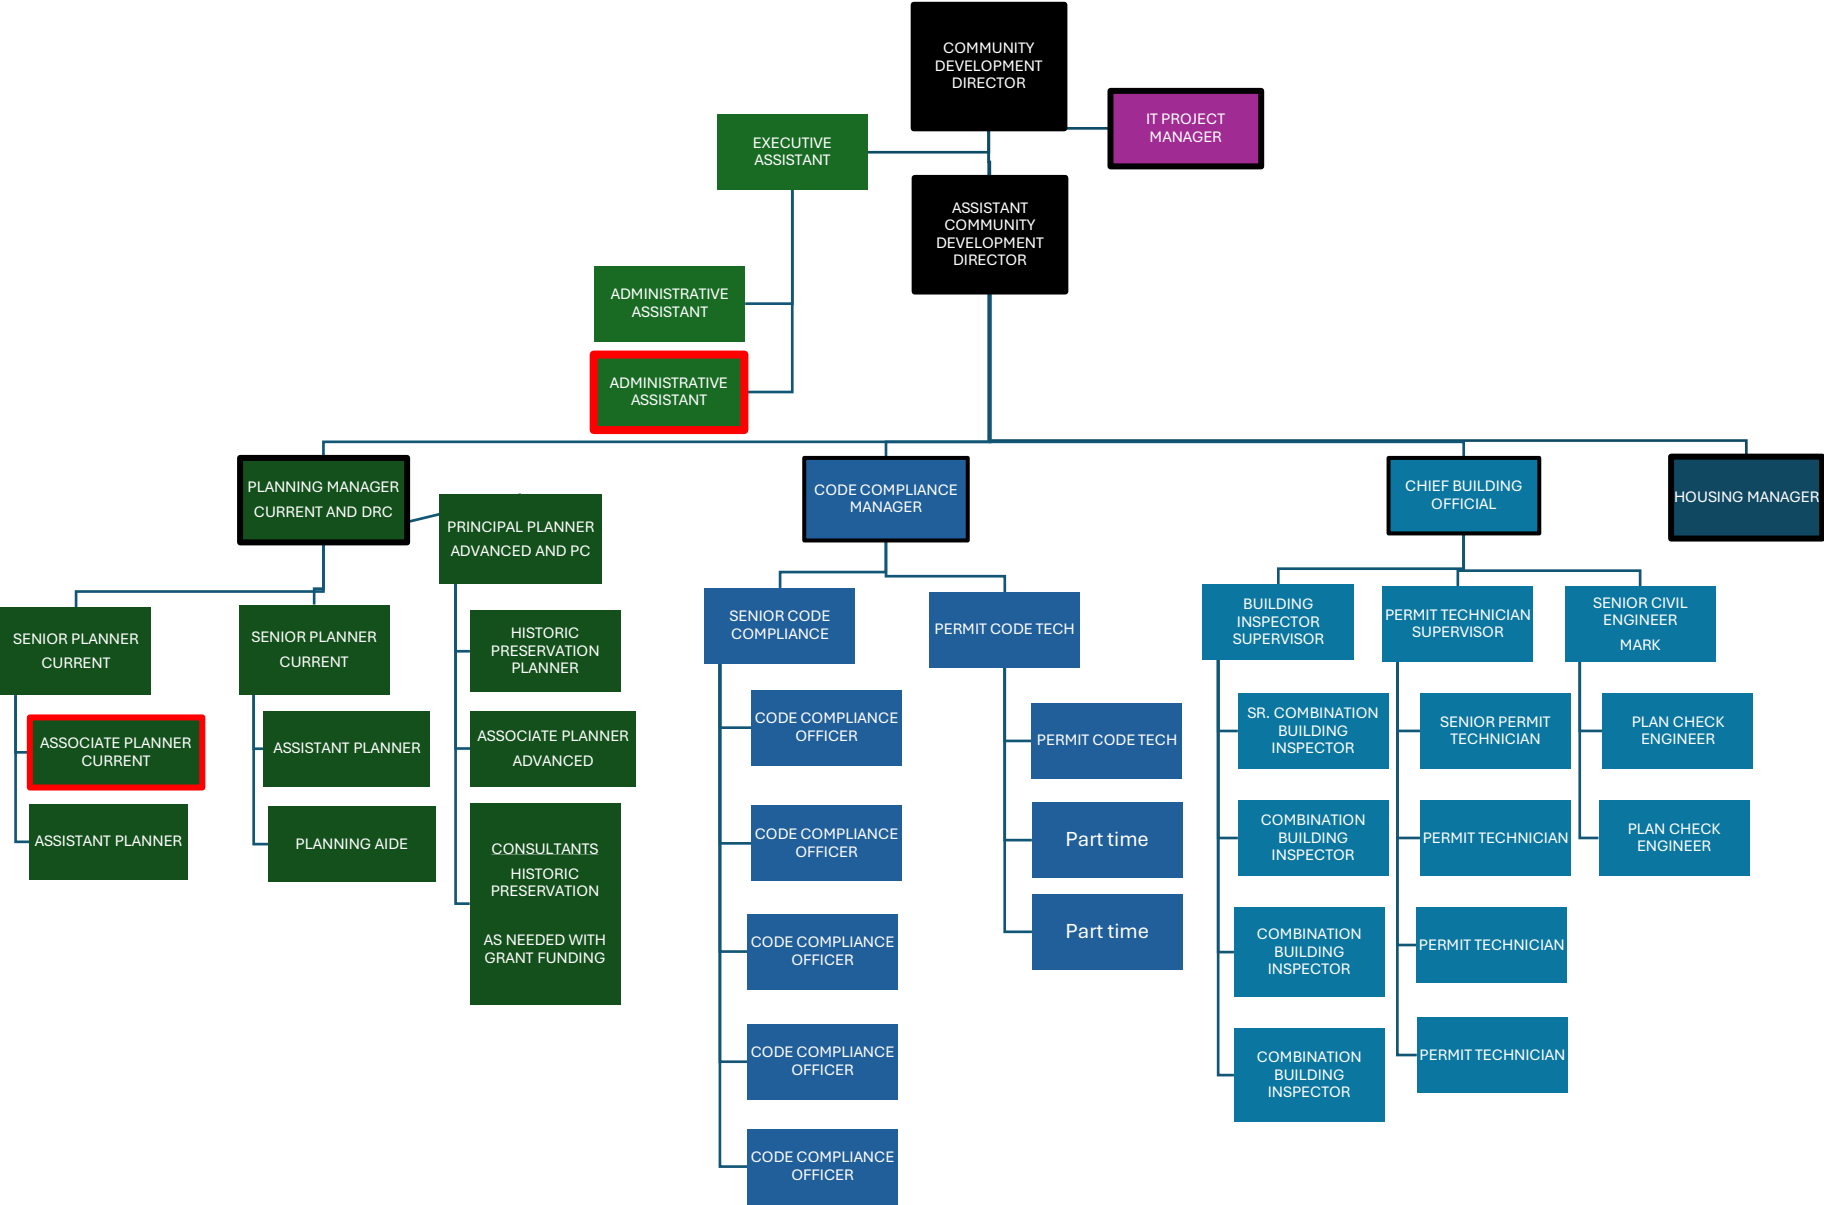 COMMUNITY
DEVELOPMENT
DIRECTOR
IT PROJECT
MANAGER
EXECUTIVE
ASSISTANT
ASSISTANT
COMMUNITY
DEVELOPMENT
DIRECTOR
ADMINISTRATIVE
ASSISTANT
ADMINISTRATIVE
ASSISTANT
PLANNING MANAGER
CURRENT AND DRC
PRINCIPAL PLANNER
ADVANCED AND PC
CODE COMPLIANCE
MANAGER
CHIEF BUILDING
OFFICIAL
HOUSING MANAGER
SENIOR PLANNER
CURRENT
ASSOCIATE PLANNER
CURRENT
ASSISTANT PLANNER
SENIOR PLANNER
CURRENT
ASSISTANT PLANNER
PLANNING AIDE
HISTORIC
PRESERVATION
PLANNER
ASSOCIATE PLANNER
ADVANCED
CONSULTANTS
HISTORIC
PRESERVATION
AS NEEDED WITH
GRANT FUNDING
SENIOR CODE
COMPLIANCE
CODE COMPLIANCE
OFFICER
CODE COMPLIANCE
OFFICER
CODE COMPLIANCE
OFFICER
CODE COMPLIANCE
OFFICER
CODE COMPLIANCE
OFFICER
PERMIT CODE TECH
PERMIT CODE TECH
Part time
Part time
BUILDING
INSPECTOR
SUPERVISOR
SR. COMBINATION
BUILDING
INSPECTOR
COMBINATION
BUILDING
INSPECTOR
COMBINATION
BUILDING
INSPECTOR
COMBINATION
BUILDING
INSPECTOR
PERMIT TECHNICIAN
SUPERVISOR
SENIOR PERMIT
TECHNICIAN
PERMIT TECHNICIAN
PERMIT TECHNICIAN
PERMIT TECHNICIAN
SENIOR CIVIL
ENGINEER
MARK
PLAN CHECK
ENGINEER
PLAN CHECK
ENGINEER